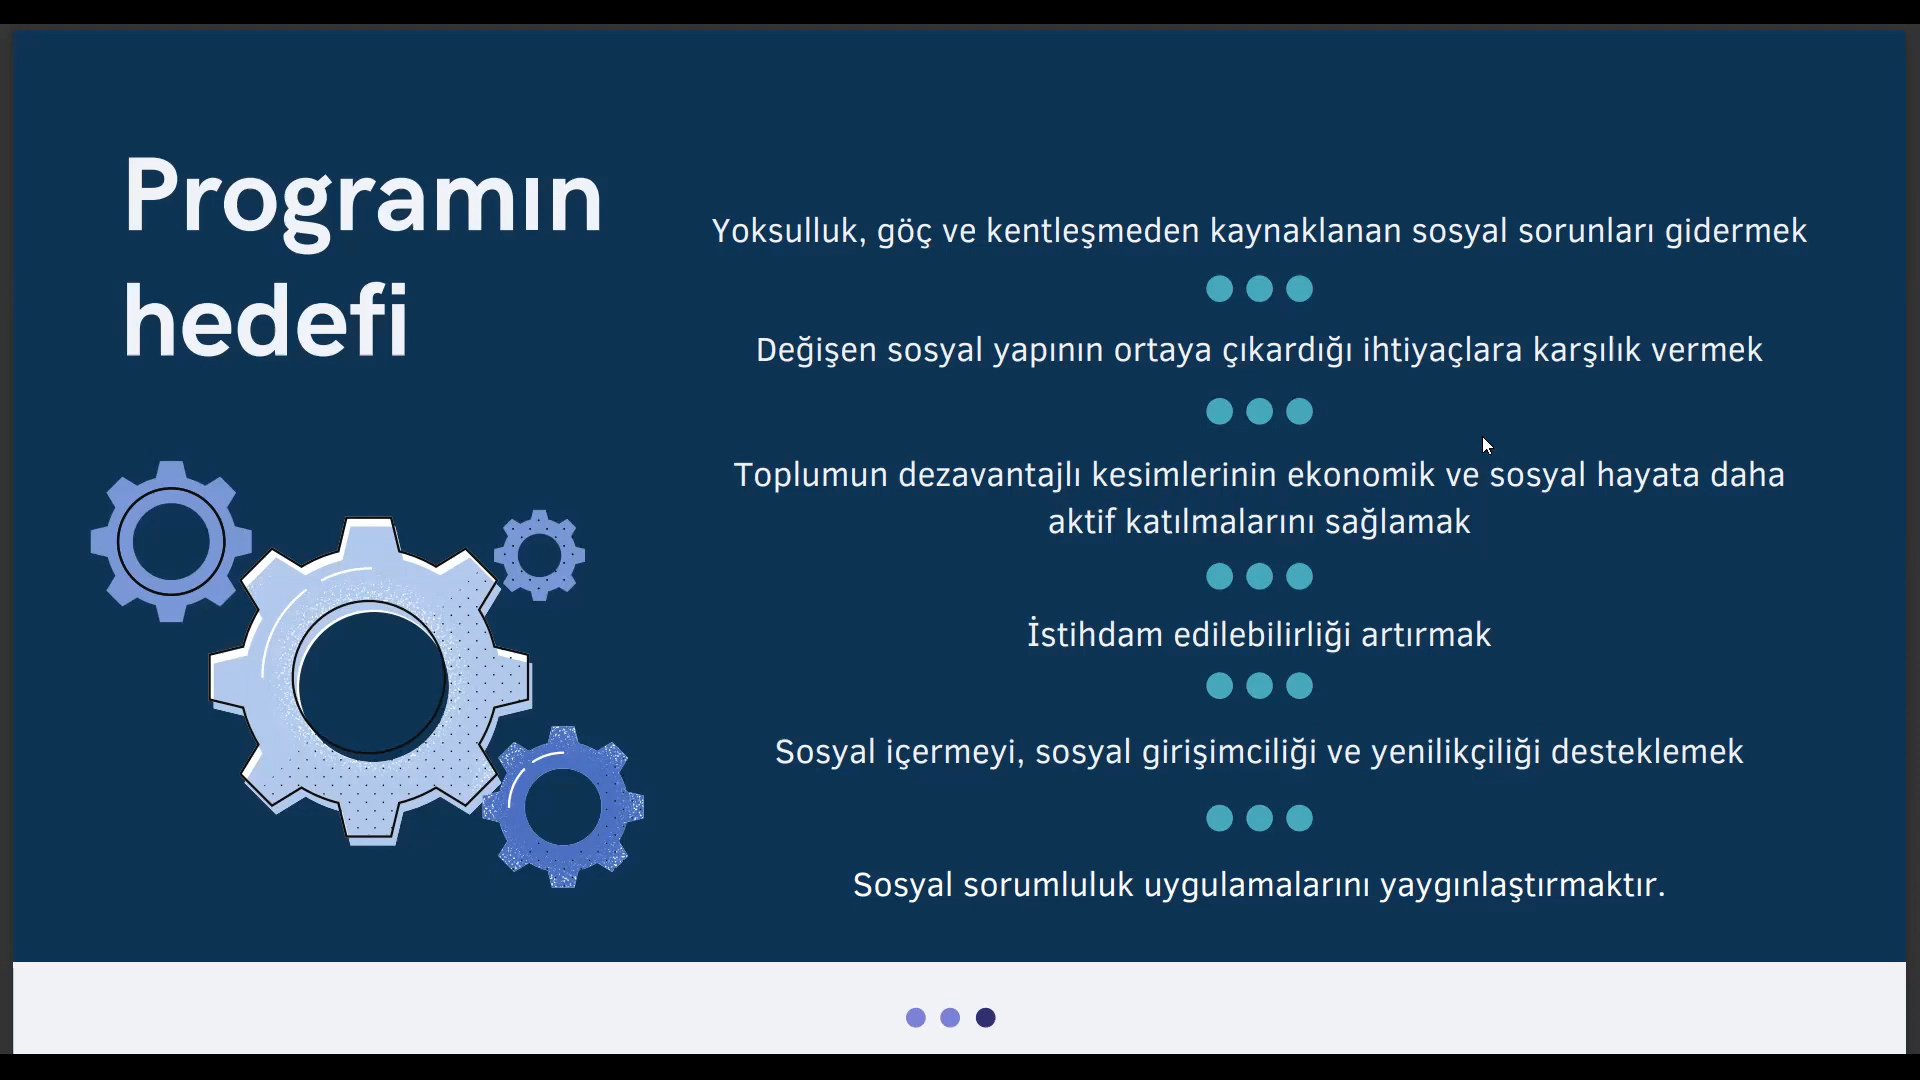 Programın
hedefi
Yoksulluk, göç ve kentleşmeden kaynaklanan sosyal sorunları gidermek
Değişen sosyal yapının ortaya çıkardığı ihtiyaçlara karşılık vermek
Toplumun dezavantajlı kesimlerinin ekonomik ve sosyal hayata daha
aktif katılmalarını sağlamak
İstihdam edilebilirliği artırmak
Sosyal içermeyi, sosyal girişimciliği ve yenilikçiliği desteklemek
Sosyal sorumluluk uygulamalarını yaygınlaştırmaktır.